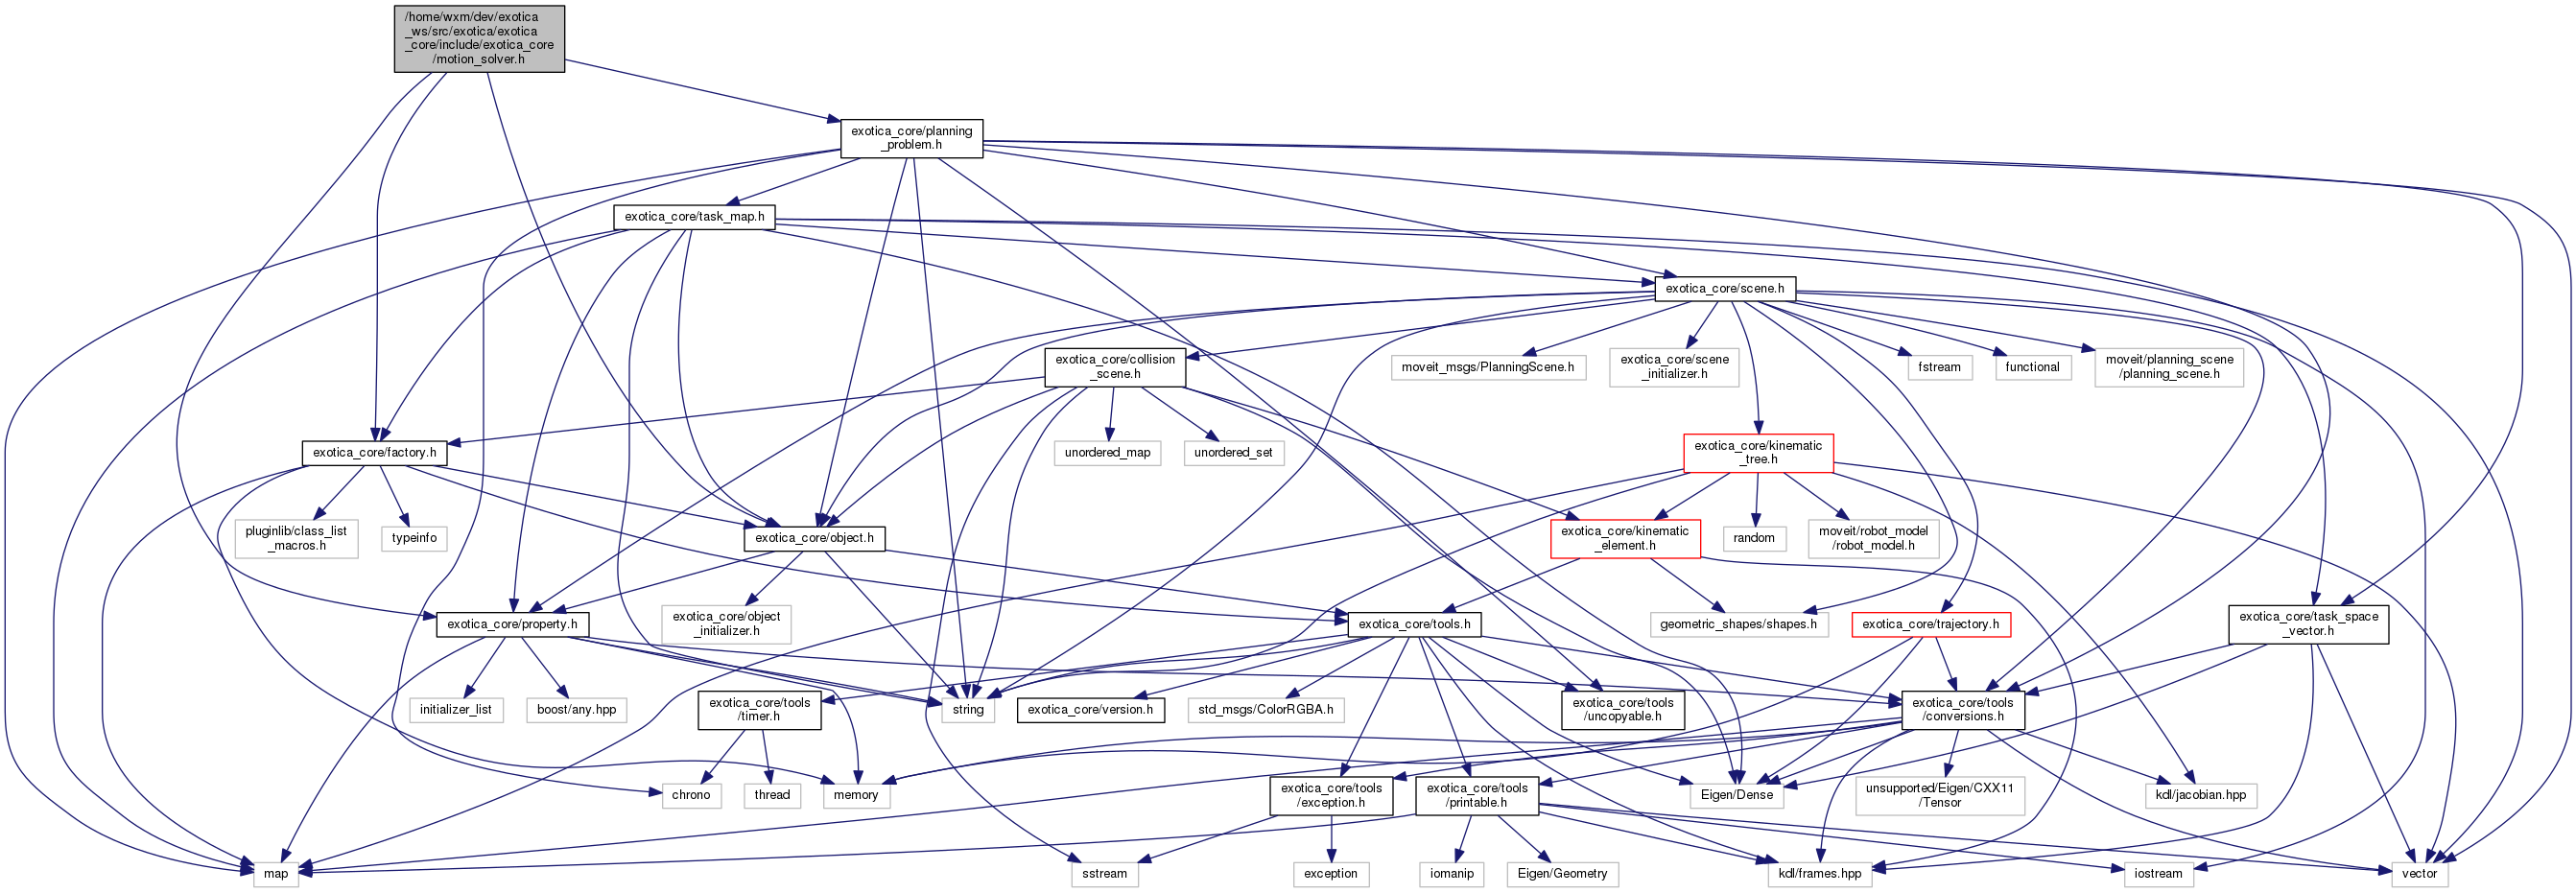 /home/wxm/dev/exotica
_ws/src/exotica/exotica
_core/include/exotica_core
/motion_solver.h
exotica_core/planning
_problem.h
exotica_core/task_map.h
exotica_core/scene.h
exotica_core/collision
_scene.h
moveit_msgs/PlanningScene.h
exotica_core/scene
_initializer.h
fstream
functional
moveit/planning_scene
/planning_scene.h
exotica_core/factory.h
unordered_map
unordered_set
exotica_core/kinematic
_tree.h
pluginlib/class_list
_macros.h
typeinfo
exotica_core/object.h
exotica_core/kinematic
_element.h
random
moveit/robot_model
/robot_model.h
exotica_core/property.h
exotica_core/object
_initializer.h
exotica_core/tools.h
geometric_shapes/shapes.h
exotica_core/trajectory.h
exotica_core/task_space
_vector.h
initializer_list
boost/any.hpp
exotica_core/tools
/timer.h
string
exotica_core/version.h
std_msgs/ColorRGBA.h
exotica_core/tools
/uncopyable.h
exotica_core/tools
/conversions.h
chrono
thread
memory
exotica_core/tools
/exception.h
exotica_core/tools
/printable.h
Eigen/Dense
unsupported/Eigen/CXX11
/Tensor
kdl/jacobian.hpp
map
sstream
exception
iomanip
Eigen/Geometry
kdl/frames.hpp
iostream
vector